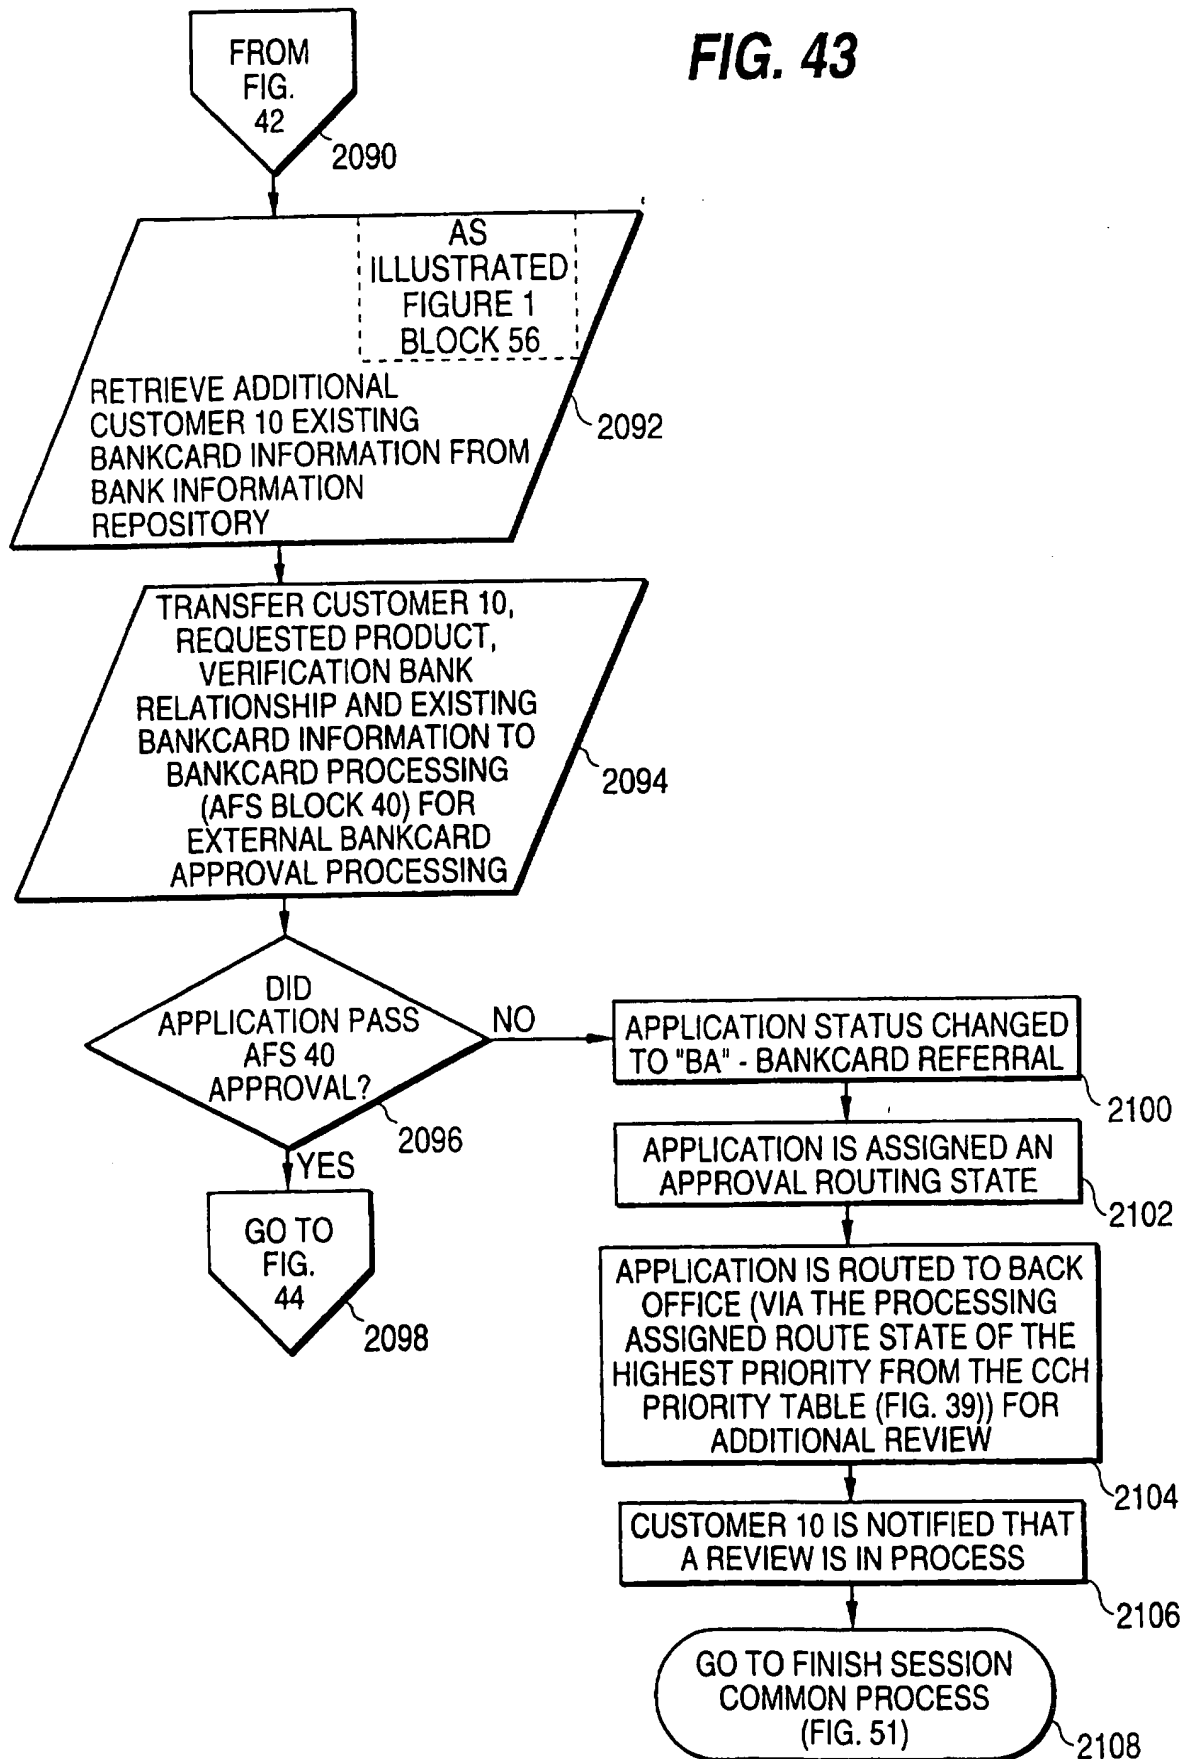 FIG. 43
FROM
FIG.
42
2090
AS
ILLUSTRATED
FIGURE 1
BLOCK 56
RETRIEVE ADDITIONAL
CUSTOMER 10 EXISTING
BANKCARD INFORMATION FROM
BANK INFORMATION
REPOSITORY
2092
TRANSFER CUSTOMER 10,
REQUESTED PRODUCT,
VERIFICATION BANK
RELATIONSHIP AND EXISTING
BANKCARD INFORMATION TO
BANKCARD PROCESSING
(AFS BLOCK 40) FOR
EXTERNAL BANKCARD
APPROVAL PROCESSING
2094
DID
APPLICATION PASS
AFS 40
APPROVAL?
2096
NO
YES
GO TO
FIG.
44
2098
APPLICATION STATUS CHANGED
TO "BA" - BANKCARD REFERRAL
2100
APPLICATION IS ASSIGNED AN
APPROVAL ROUTING STATE
2102
APPLICATION IS ROUTED TO BACK
OFFICE (VIA THE PROCESSING
ASSIGNED ROUTE STATE OF THE
HIGHEST PRIORITY FROM THE CCH
PRIORITY TABLE (FIG. 39)) FOR
ADDITIONAL REVIEW
2104
CUSTOMER 10 IS NOTIFIED THAT
A REVIEW IS IN PROCESS
2106
GO TO FINISH SESSION
COMMON PROCESS
(FIG. 51)
2108